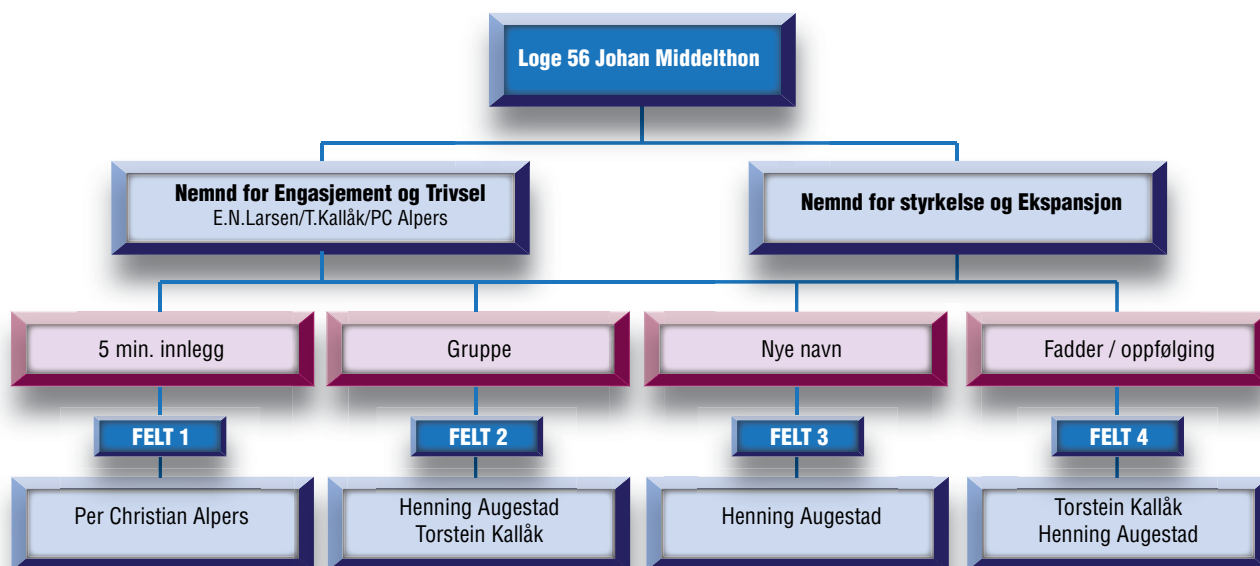 Loge 56 Johan Middelthon
Nemnd for Engasjement og Trivsel
E.N.Larsen/T.Kallåk/PC Alpers
Nemnd for styrkelse og Ekspansjon
5 min. innlegg
Gruppe
Nye navn
Fadder / oppfølging
FELT 1
FELT 2
FELT 3
FELT 4
Per Christian Alpers
Henning Augestad
Torstein Kallåk
Henning Augestad
Torstein Kallåk
Henning Augestad